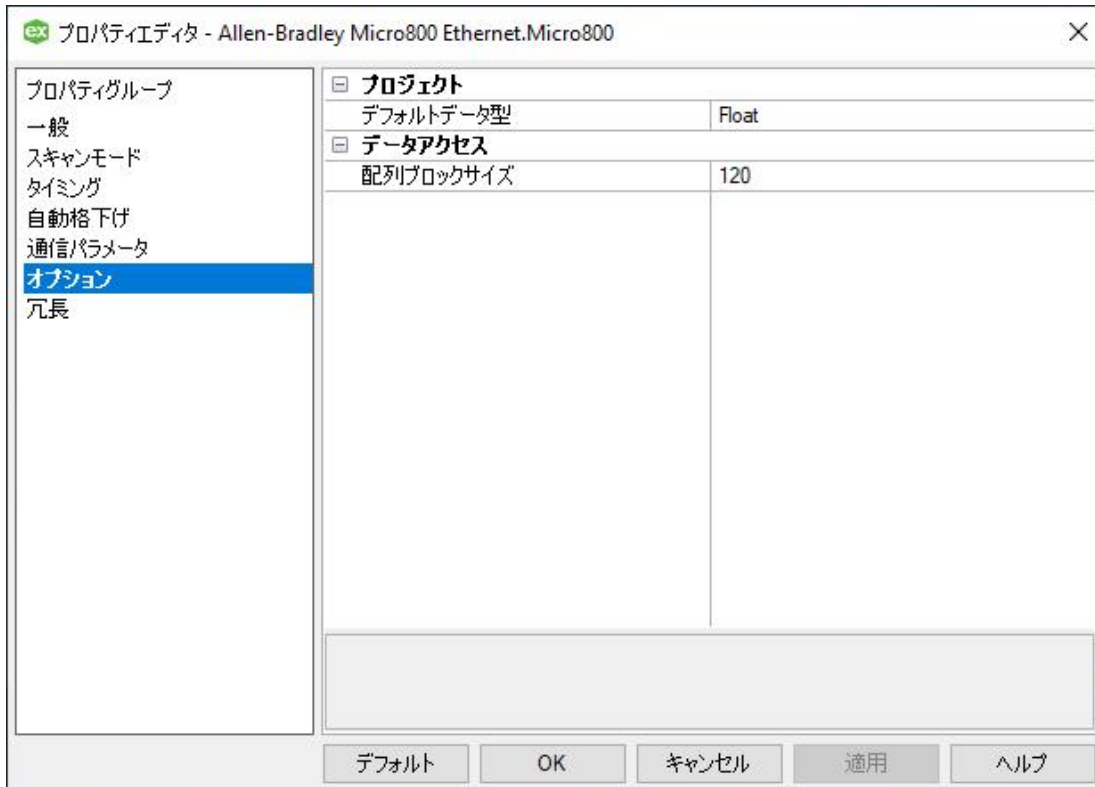 ex プロパティエディタ - Allen-Bradley Micro800 Ethernet.Micro800
プロパティグループ
一般
スキャンモード
タイミング
自動格下げ
通信パラメータ
オプション
冗長
プロジェクト
デフォルトデータ型 Float
データアクセス
配列ブロックサイズ 120
デフォルト OK キャンセル 適用 ヘルプ